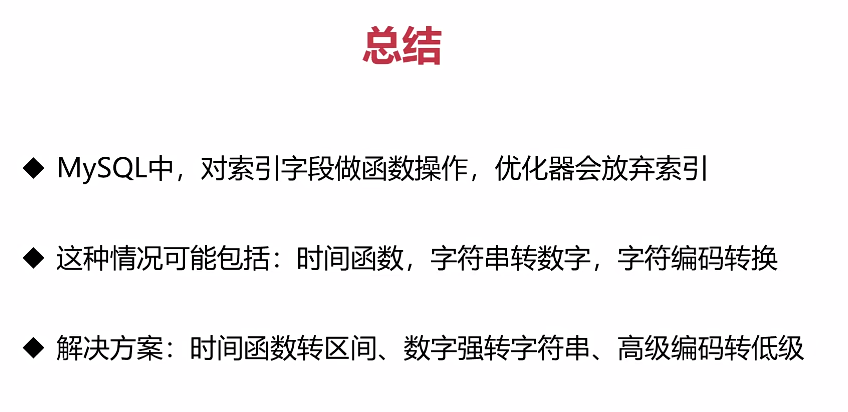 总结
◆ MySQL中，对索引字段做函数操作，优化器会放弃索引
◆ 这种情况可能包括：时间函数，字符串转数字，字符编码转换
◆ 解决方案：时间函数转区间、数字强转字符串、高级编码转低级